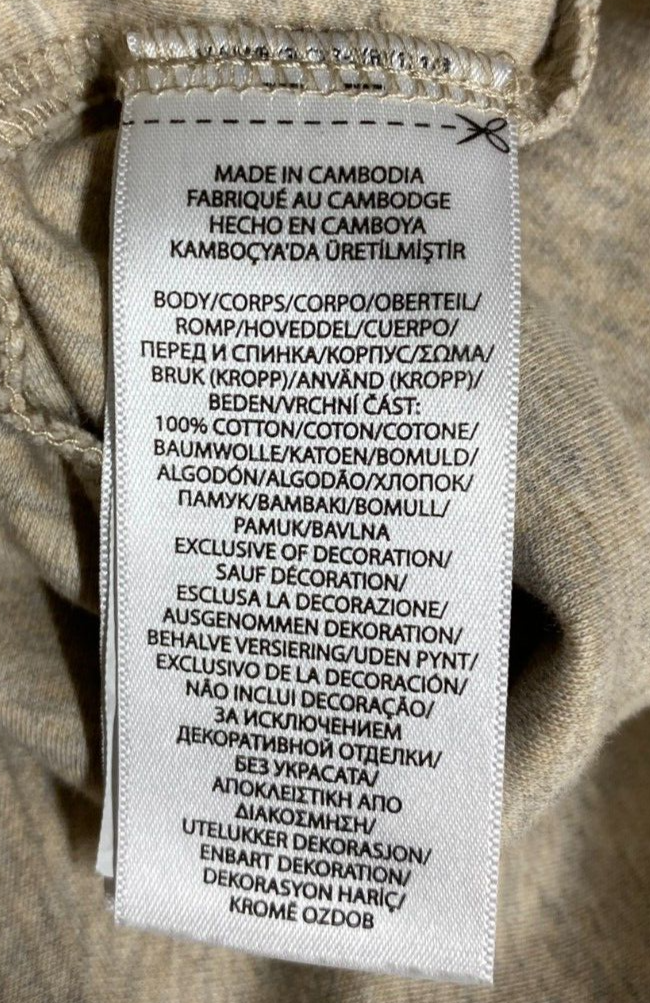 MADE IN CAMBODIA
FABRIQUÉ AU CAMBODGE
HECHO EN CAMBOYA
KAMBOÇYA'DA ÜRETİLMİŞTİR
BODY/CORPS/CORPO/OBERTEIL/
ROMP/HOVEDDEL/CUERPO/
ПЕРЕД И СПИНКА/КОРПУС/ΣΩΜΑ/
BRUK (KROPP)/ANVÄND (KROPP)/
BEDEN/VRCHNÍ ČÁST:
100% COTTON/COTON/COTONE/
BAUMWOLLE/KATOEN/BOMULD/
ALGODÓN/ALGODÃO/ХЛОПОК/
ПАМУК/ΒΑΜΒΑΚΙ/BOMULL/
PAMUK/BAVLNA
EXCLUSIVE OF DECORATION/
SAUF DÉCORATION/
ESCLUSA LA DECORAZIONE/
AUSGENOMMEN DEKORATION/
BEHALVE VERSIERING/UDEN PYNT/
EXCLUSIVO DE LA DECORACIÓN/
NÃO INCLUI DECORAÇÃO/
ЗА ИСКЛЮЧЕНИЕМ
ДЕКОРАТИВНОЙ ОТДЕЛКИ/
БЕЗ УКРАСАТА/
ΑΠΟΚΛΕΙΣΤΙΚΗ ΑΠΟ
ΔΙΑΚΟΣΜΗΣΗ/
UTELUKKER DEKORASJON/
ENBART DEKORATION/
DEKORASYON HARİÇ/
KROMĚ OZDOB